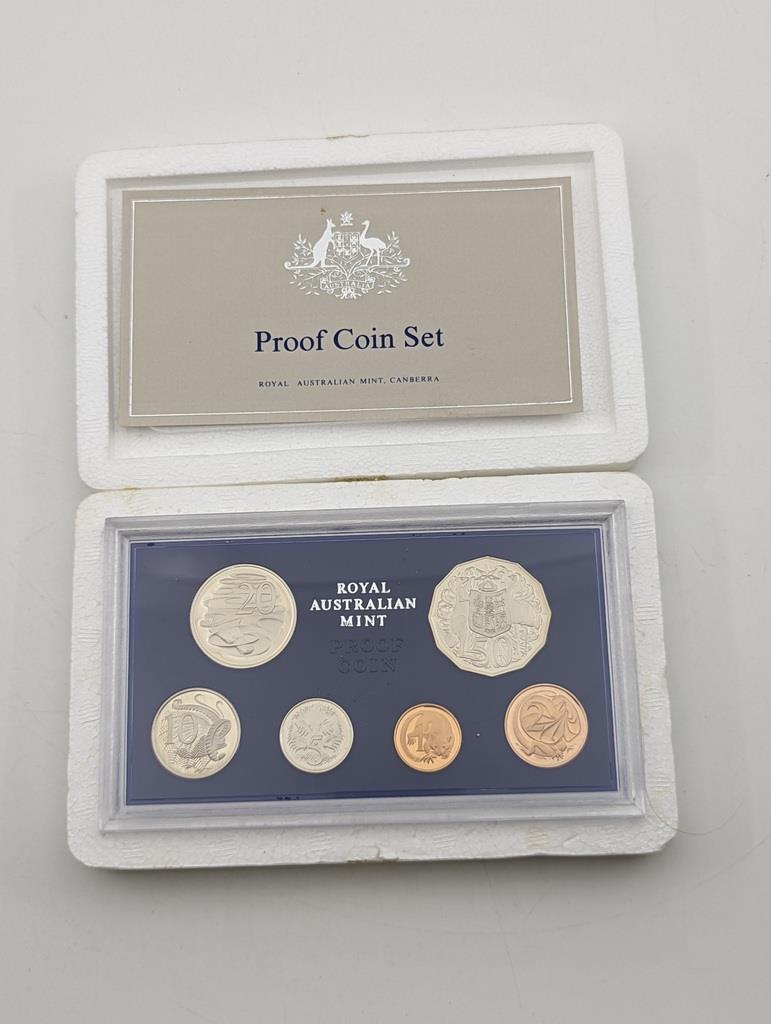 AUSTRALIA
Proof Coin Set
ROYAL AUSTRALIAN MINT, CANBERRA
ROYAL
AUSTRALIAN
MINT
PROOF
COIN
20
50
10
5
1
2